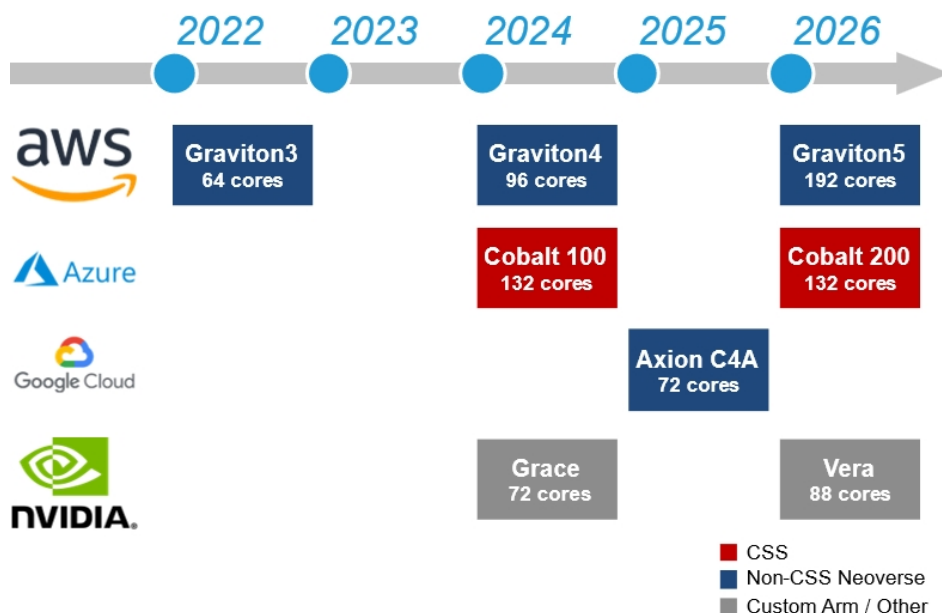 2022 2023 2024 2025 2026
aws
Graviton3
64 cores
Graviton4
96 cores
Graviton5
192 cores
Azure
Cobalt 100
132 cores
Cobalt 200
132 cores
Google Cloud
Axion C4A
72 cores
NVIDIA.
Grace
72 cores
Vera
88 cores
CSS
Non-CSS Neoverse
Custom Arm / Other